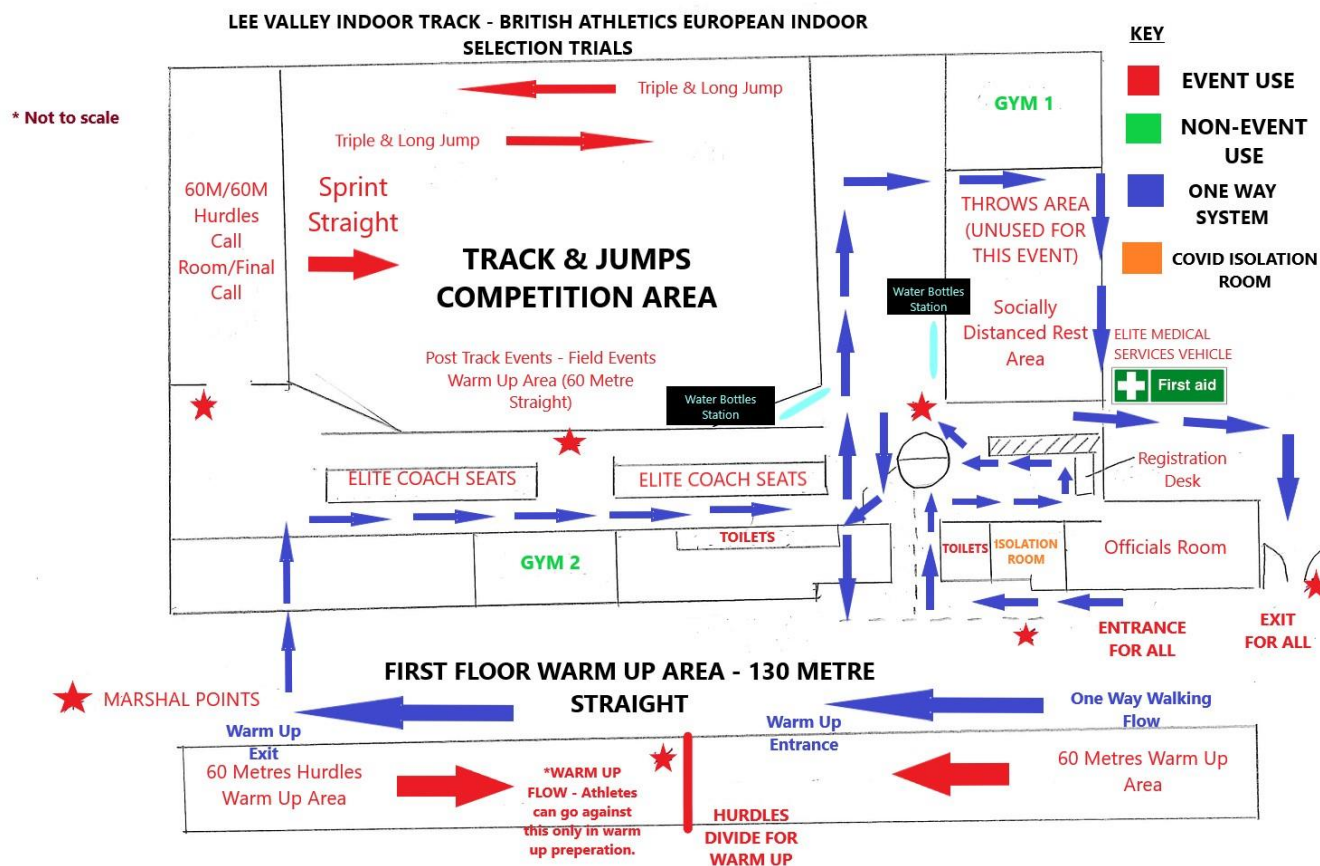 LEE VALLEY INDOOR TRACK - BRITISH ATHLETICS EUROPEAN INDOOR
SELECTION TRIALS
KEY
EVENT USE
NON-EVENT
USE
ONE WAY
SYSTEM
COVID ISOLATION
ROOM
* Not to scale
Triple & Long Jump
Triple & Long Jump
GYM 1
60M/60M
Hurdles
Call
Room/Final
Call
Sprint
Straight
TRACK & JUMPS
COMPETITION AREA
THROWS AREA
(UNUSED FOR
THIS EVENT)
Water Bottles
Station
Socially
Distanced Rest
Area
ELITE MEDICAL
SERVICES VEHICLE
First aid
Post Track Events - Field Events
Warm Up Area (60 Metre
Straight)
Water Bottles
Station
ELITE COACH SEATS
ELITE COACH SEATS
Registration
Desk
TOILETS
GYM 2
TOILETS
ISOLATION
ROOM
Officials Room
ENTRANCE
FOR ALL
EXIT
FOR ALL
MARSHAL POINTS
FIRST FLOOR WARM UP AREA - 130 METRE
STRAIGHT
Warm Up
Exit
Warm Up
Entrance
One Way Walking
Flow
60 Metres Hurdles
Warm Up Area
*WARM UP
FLOW - Athletes
can go against
this only in warm
up preperation.
HURDLES
DIVIDE FOR
WARM UP
60 Metres Warm Up
Area